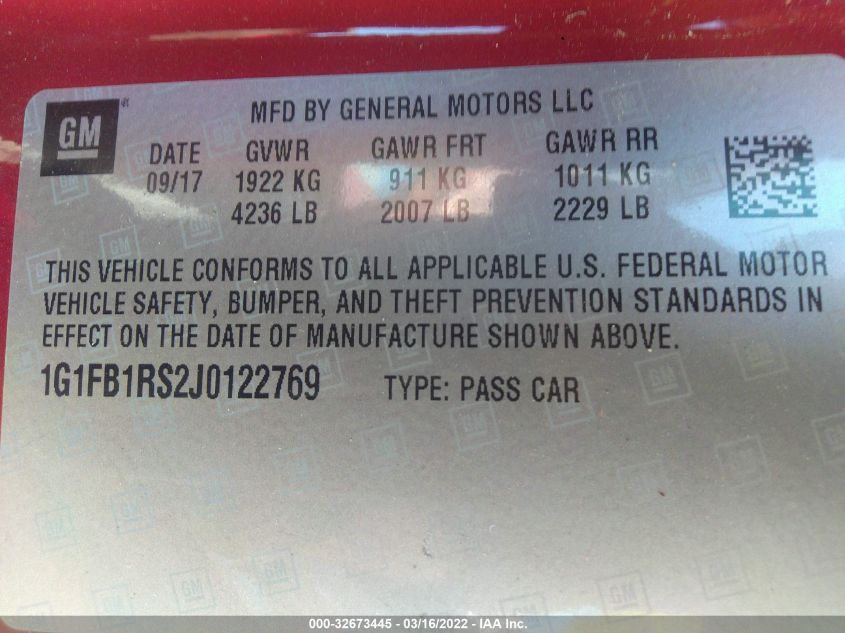 GM
MFD BY GENERAL MOTORS LLC
DATE GVWR GAWR FRT GAWR RR
09/17 1922 KG 911 KG 1011 KG
4236 LB 2007 LB 2229 LB
THIS VEHICLE CONFORMS TO ALL APPLICABLE U.S. FEDERAL MOTOR
VEHICLE SAFETY, BUMPER, AND THEFT PREVENTION STANDARDS IN
EFFECT ON THE DATE OF MANUFACTURE SHOWN ABOVE.
1G1FB1RS2J0122769 TYPE: PASS CAR
000-32673445 - 03/16/2022 - IAA Inc.